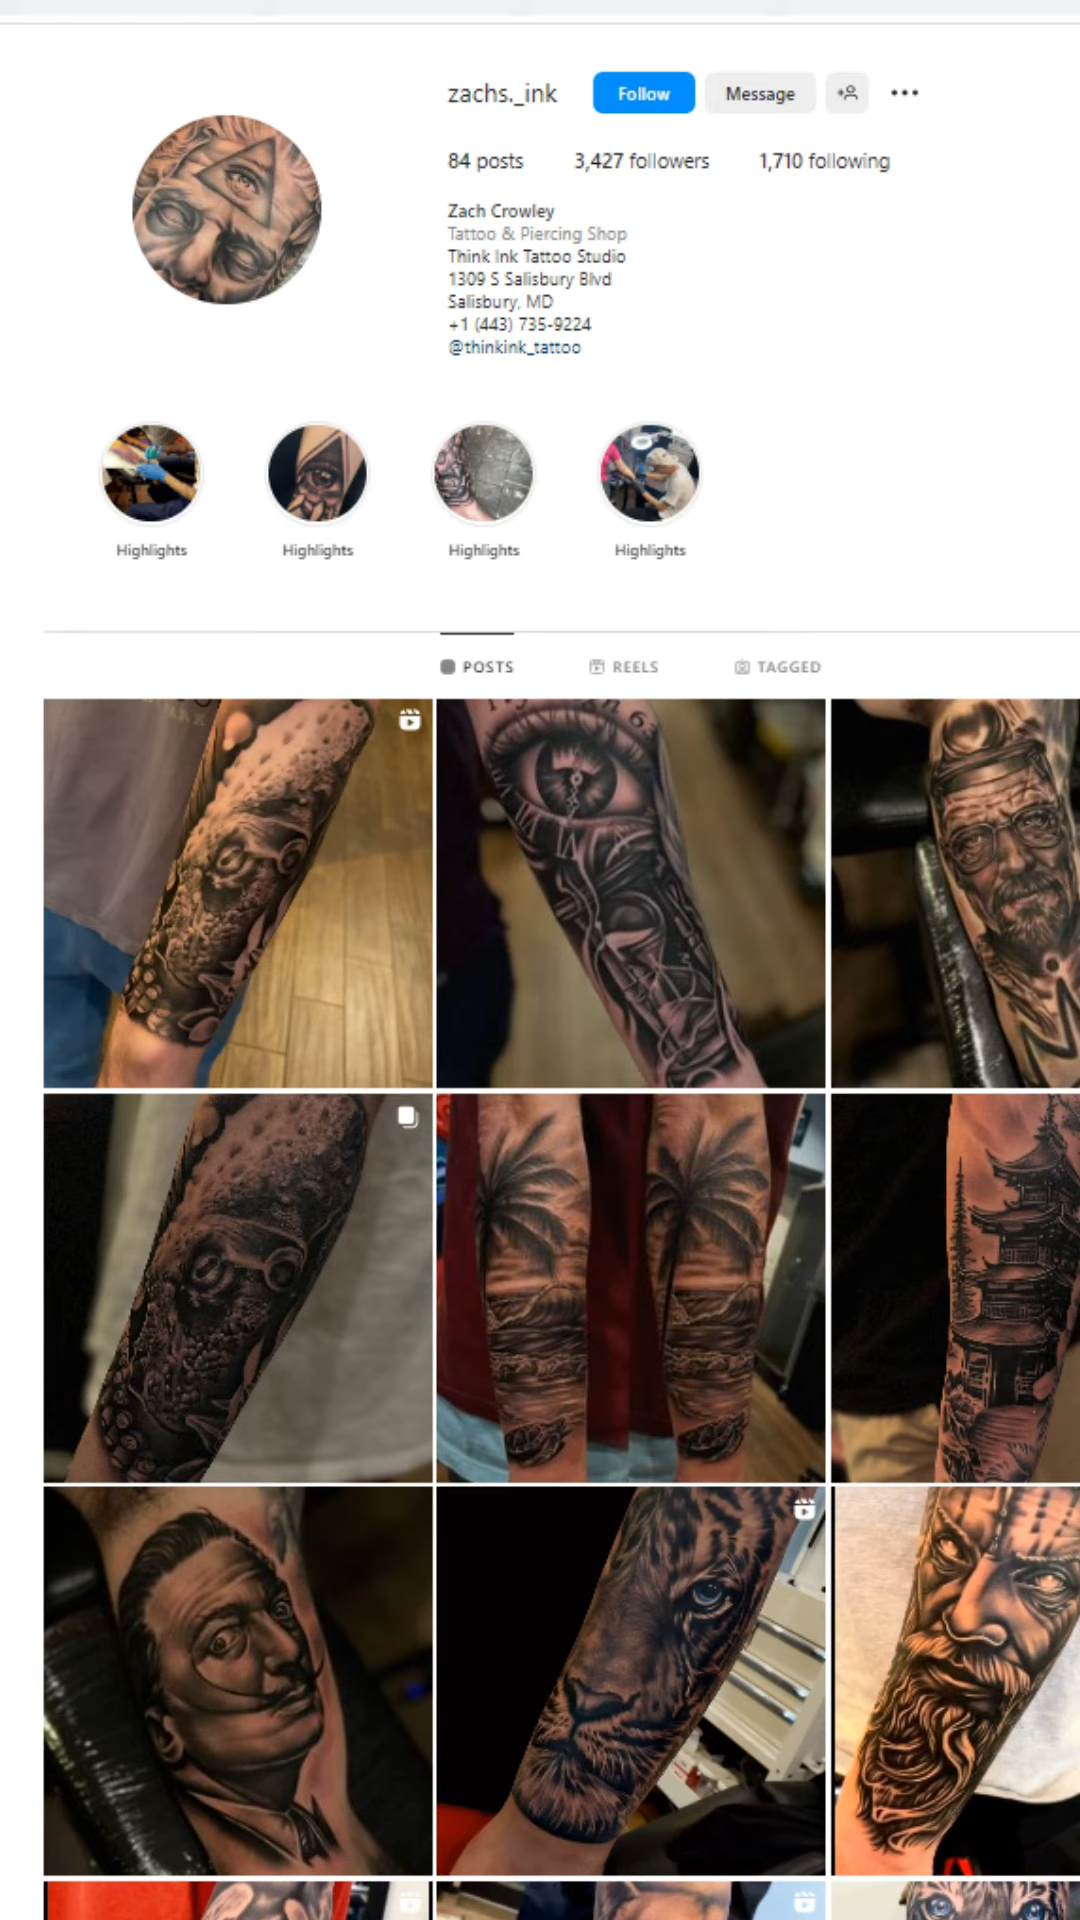 zachs._ink Follow Message
84 posts 3,427 followers 1,710 following
Zach Crowley
Tattoo & Piercing Shop
Think Ink Tattoo Studio
1309 S Salisbury Blvd
Salisbury, MD
+1 (443) 735-9224
@thinkink_tattoo
Highlights Highlights Highlights Highlights
POSTS REELS TAGGED